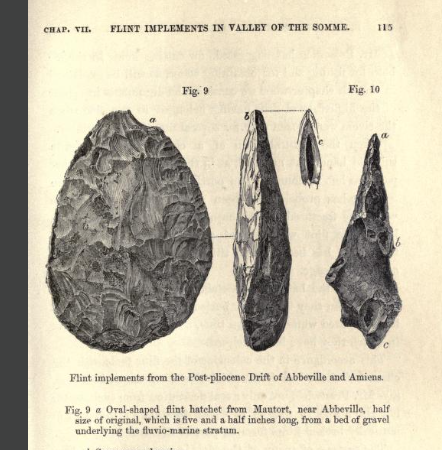 CHAP. VII. FLINT IMPLEMENTS IN VALLEY OF THE SOMME. 115
Fig. 9 Fig. 10
a b c a b c
Flint implements from the Post-pliocene Drift of Abbeville and Amiens.
Fig. 9 a Oval-shaped flint hatchet from Mautort, near Abbeville, half
size of original, which is five and a half inches long, from a bed of gravel
underlying the fluvio-marine stratum.